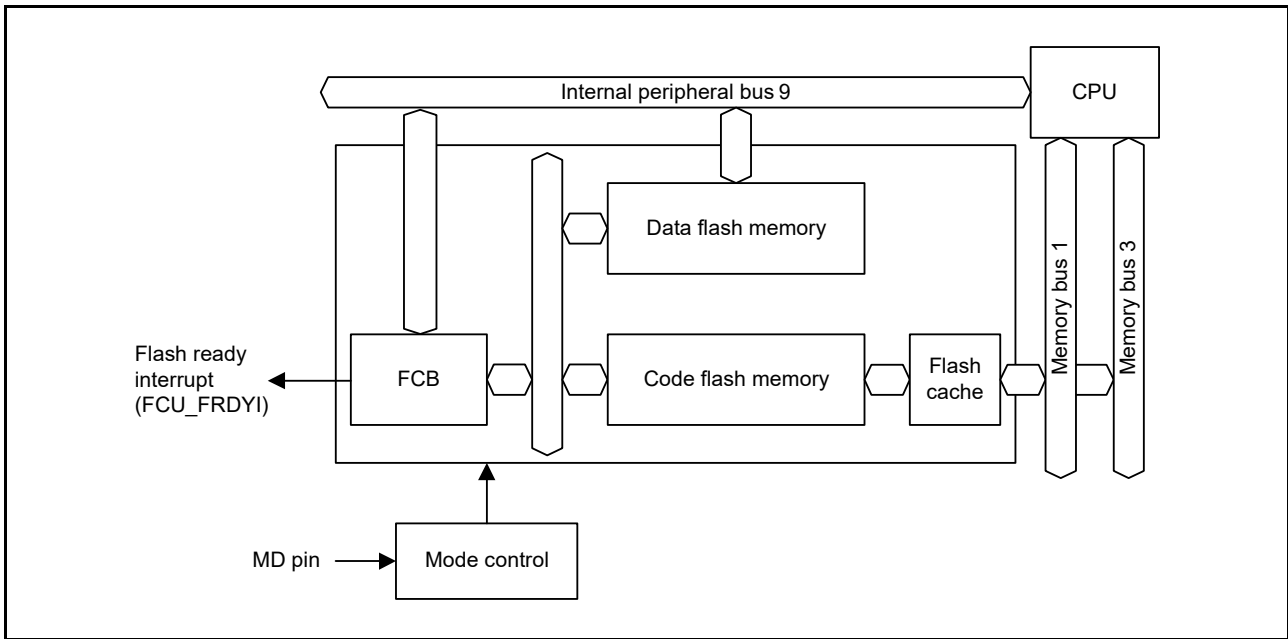 Internal peripheral bus 9
CPU
Data flash memory
Memory bus 1
Memory bus 3
Flash ready
interrupt
(FCU_FRDYI)
FCB
Code flash memory
Flash
cache
MD pin
Mode control